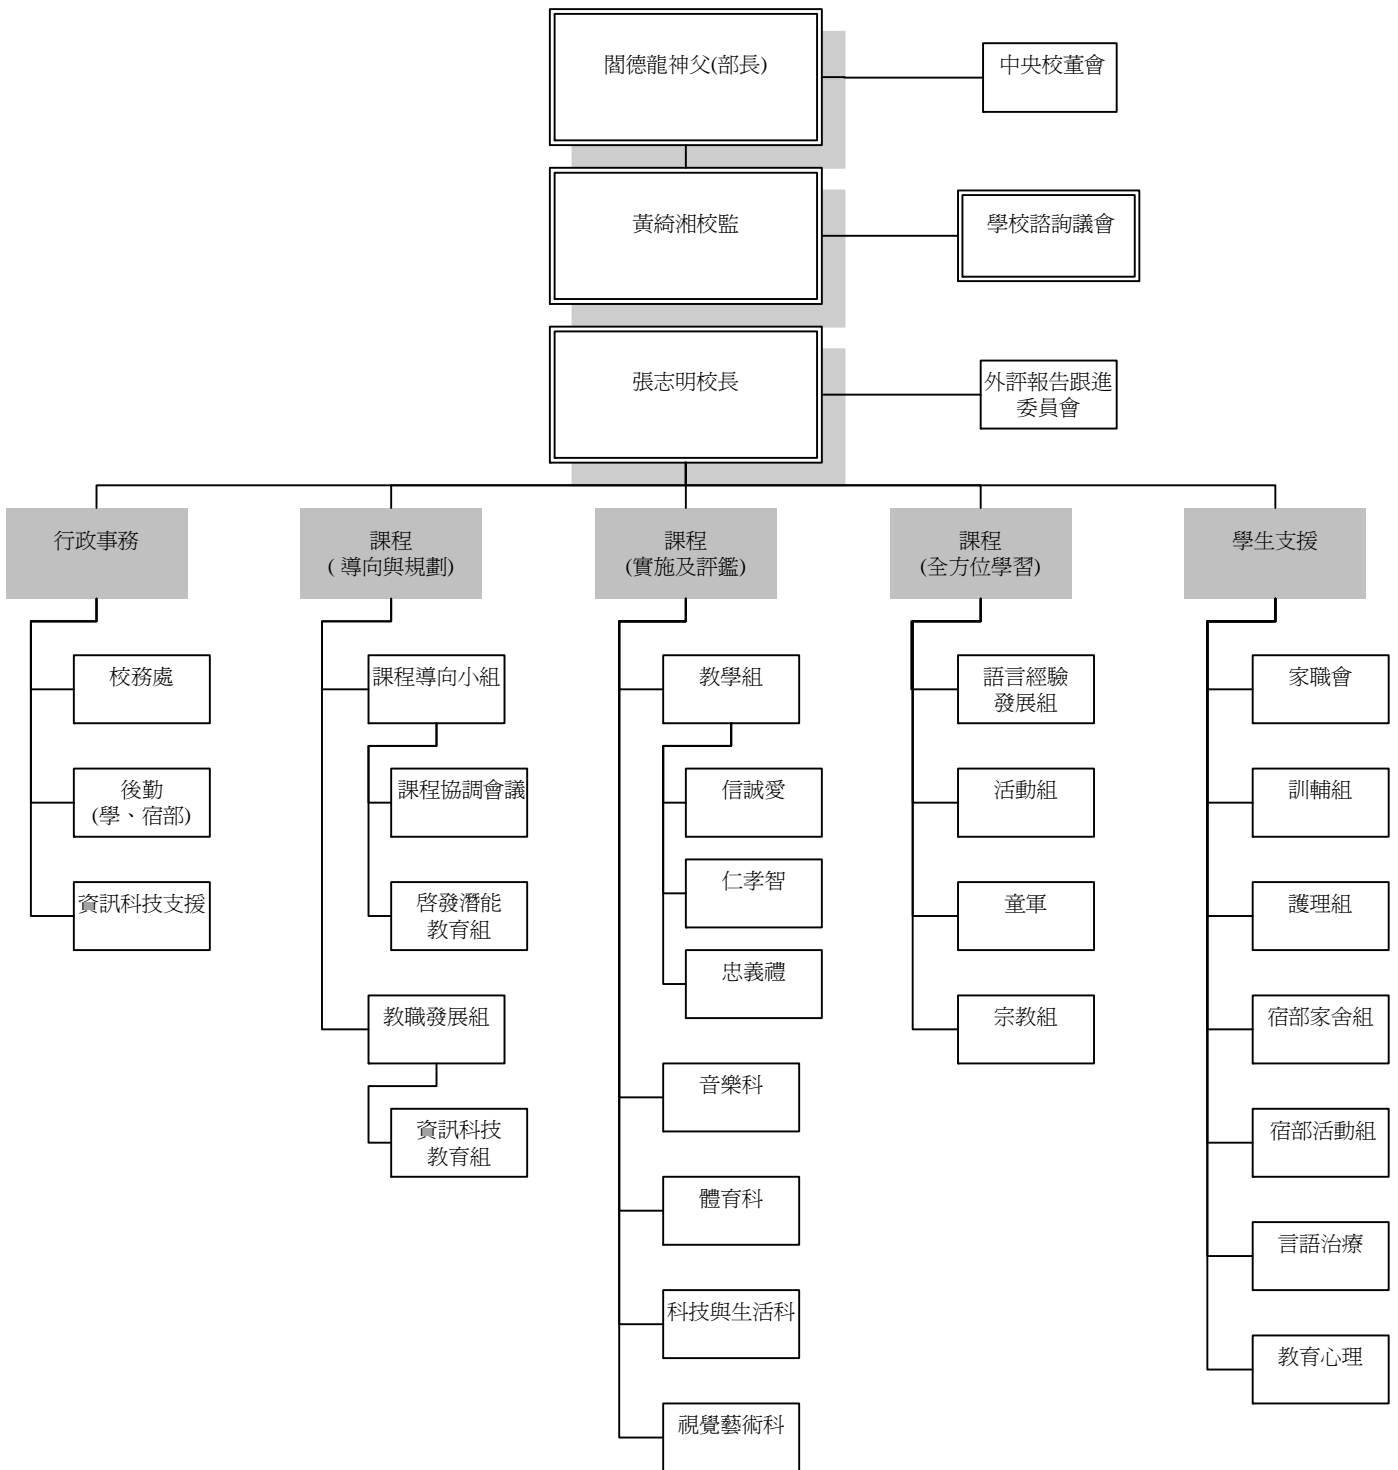 閻德龍神父(部長)
中央校董會
黃綺湘校監
學校諮詢議會
張志明校長
外評報告跟進
委員會
行政事務
課程
( 導向與規劃)
課程
(實施及評鑑)
課程
(全方位學習)
學生支援
校務處
後勤
(學、宿部)
資訊科技支援
課程導向小組
課程協調會議
啓發潛能
教育組
教職發展組
資訊科技
教育組
教學組
信誠愛
仁孝智
忠義禮
音樂科
體育科
科技與生活科
視覺藝術科
語言經驗
發展組
活動組
童軍
宗教組
家職會
訓輔組
護理組
宿部家舍組
宿部活動組
言語治療
教育心理